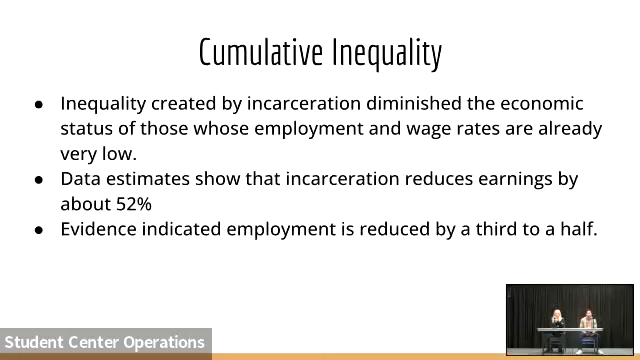 Cumulative Inequality
● Inequality created by incarceration diminished the economic
status of those whose employment and wage rates are already
very low.
● Data estimates show that incarceration reduces earnings by
about 52%
● Evidence indicated employment is reduced by a third to a half.
Student Center Operations